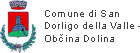 Comune di San
Dorligo della Valle -
Občina Dolina